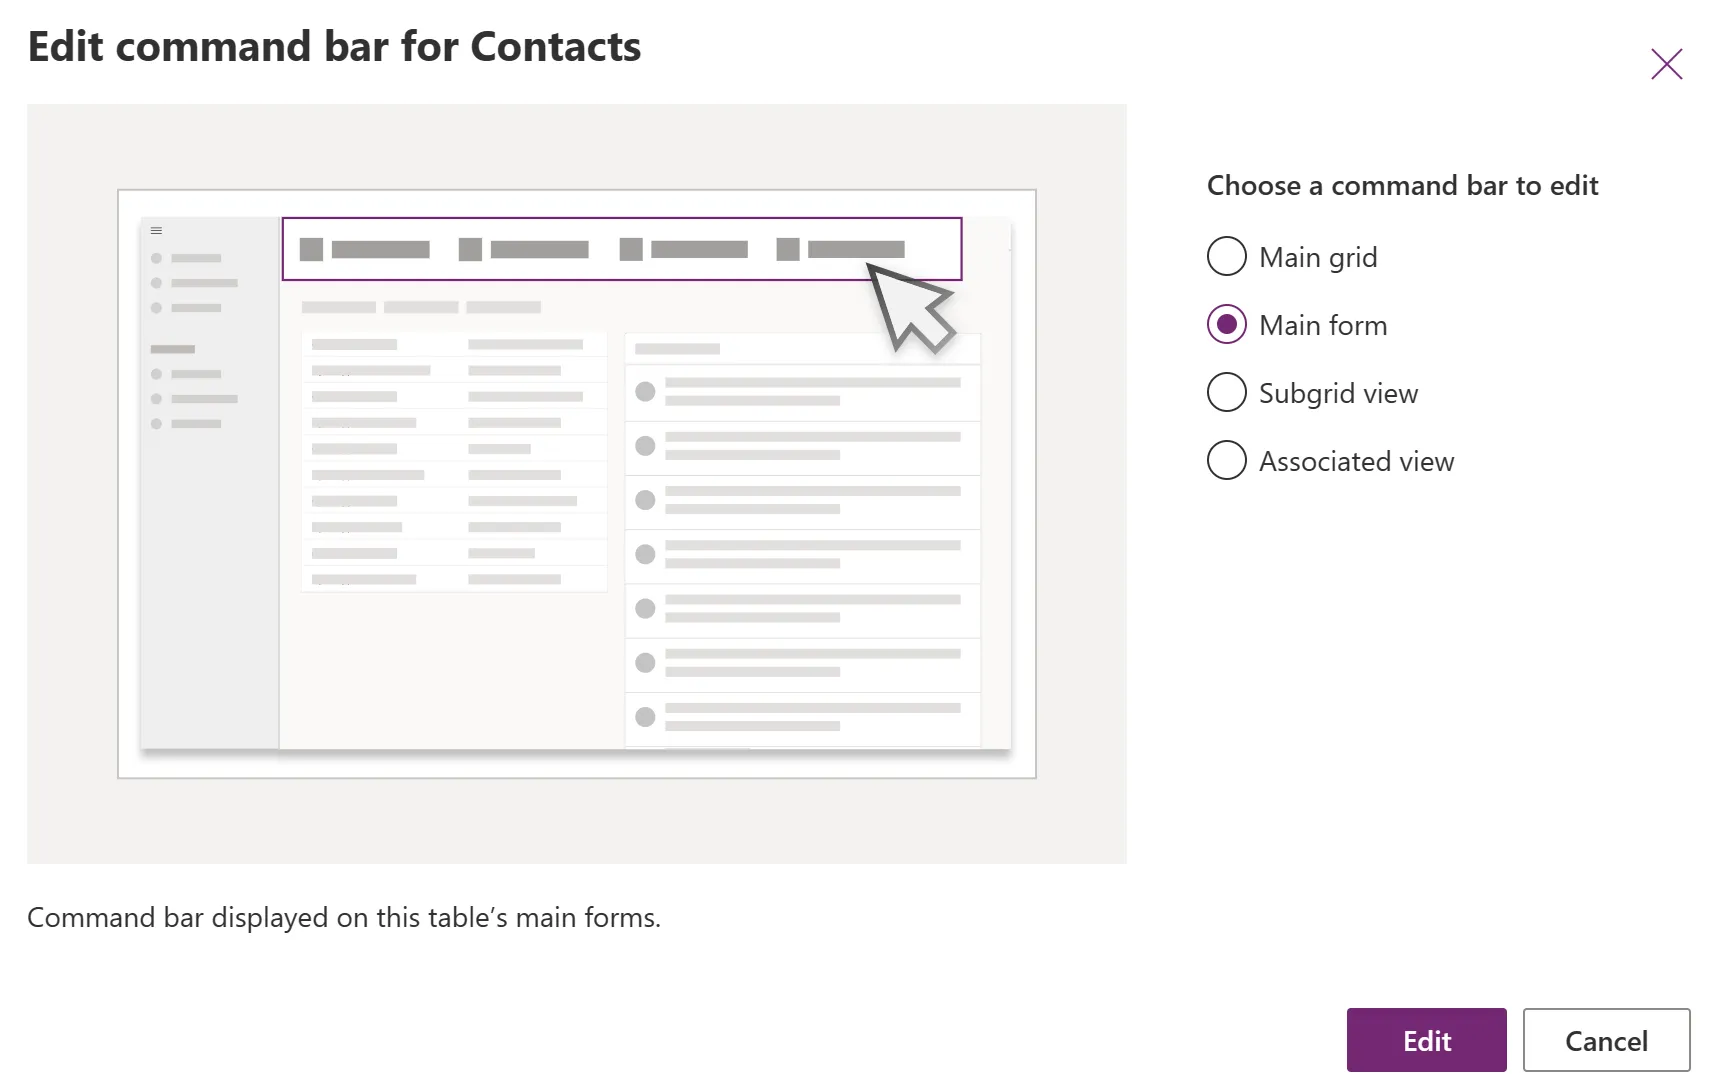 Edit command bar for Contacts
Choose a command bar to edit
Main grid
Main form
Subgrid view
Associated view
Command bar displayed on this table’s main forms.
Edit
Cancel